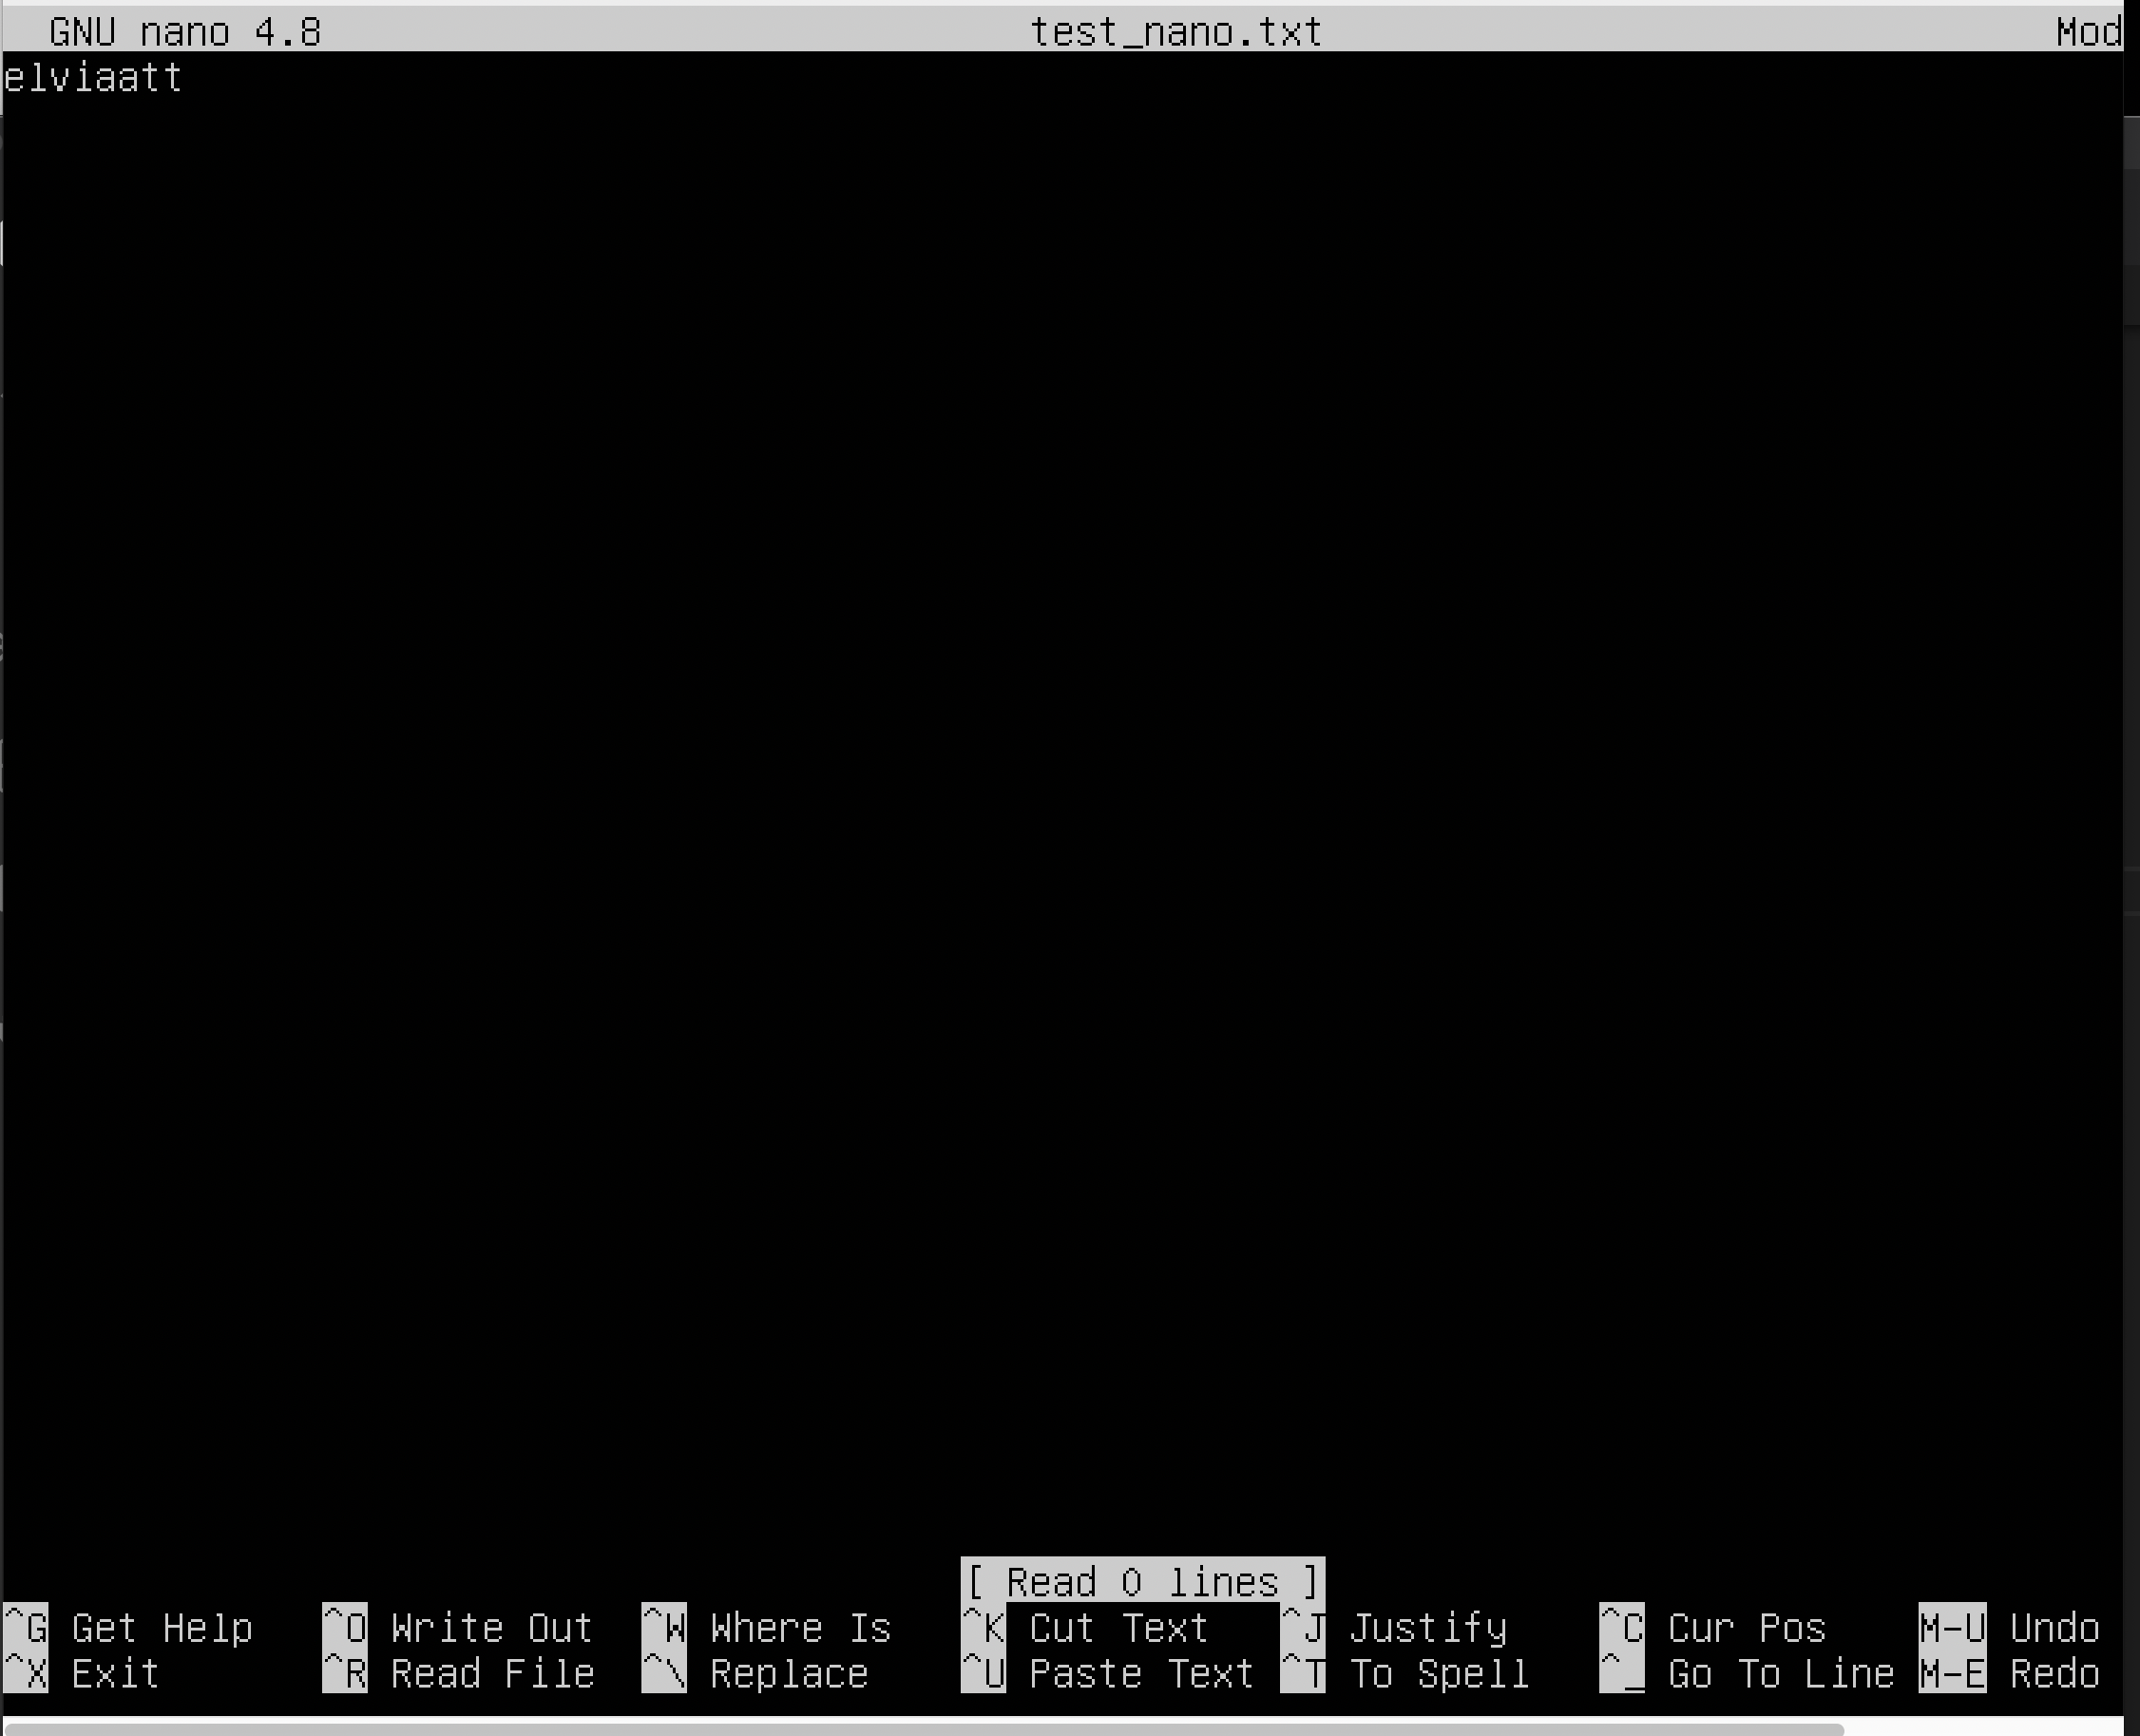 GNU nano 4.8 test_nano.txt Mod
elviaatt
[ Read 0 lines ]
^G Get Help ^O Write Out ^W Where Is ^K Cut Text ^J Justify ^C Cur Pos M-U Undo
^X Exit ^R Read File ^\ Replace ^U Paste Text ^T To Spell ^_ Go To Line M-E Redo